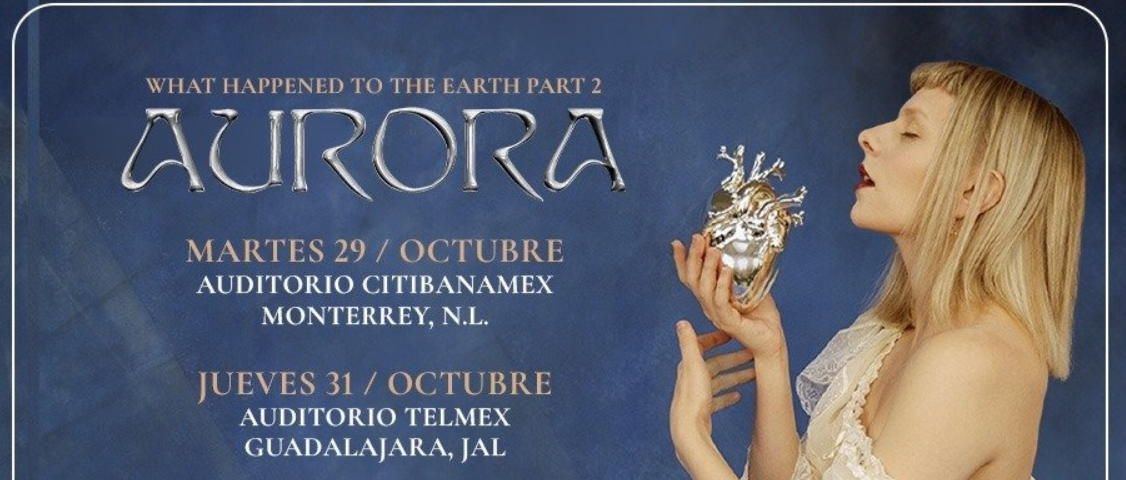 WHAT HAPPENED TO THE EARTH PART 2
AURORA
MARTES 29 / OCTUBRE
AUDITORIO CITIBANAMEX
MONTERREY, N.L.
JUEVES 31 / OCTUBRE
AUDITORIO TELMEX
GUADALAJARA, JAL